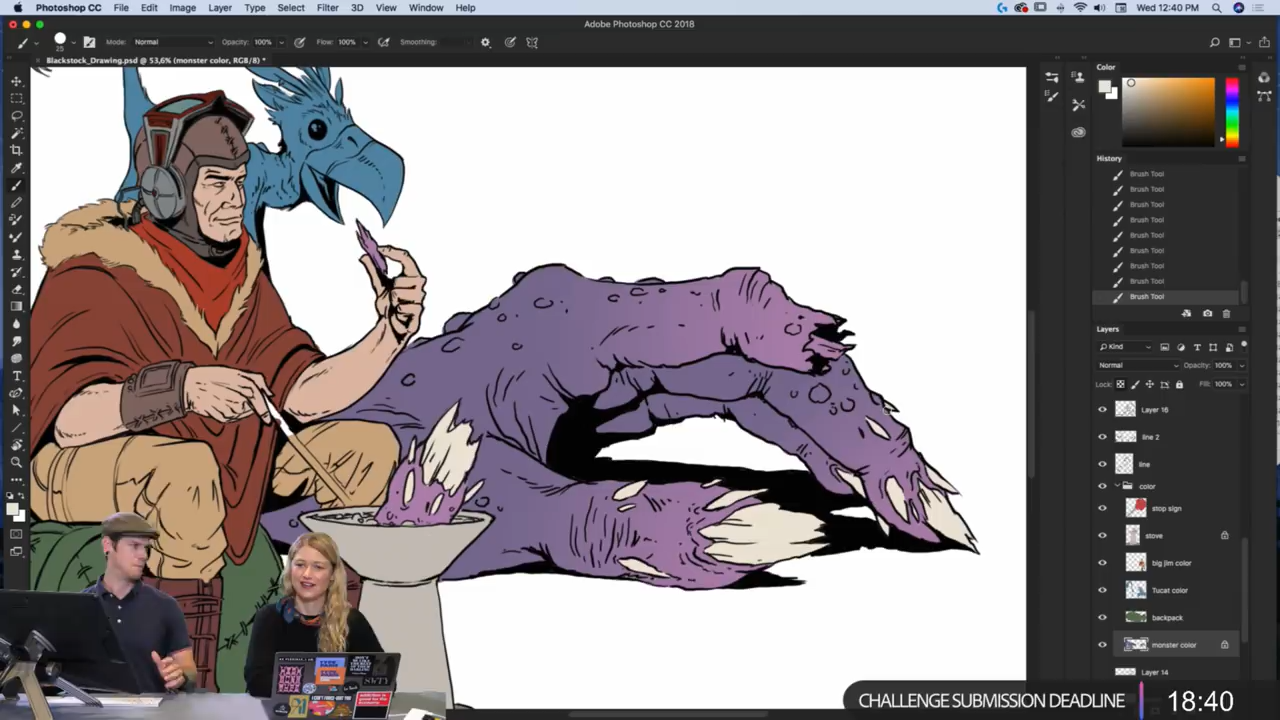 Photoshop CC File Edit Image Layer Type Select Filter 3D View Window Help Wed 12:40 PM
Adobe Photoshop CC 2018
25 Mode: Normal Opacity: 100% Flow: 100% Smoothing:
Blackstock_Drawing.psd @ 53,6% (monster color, RGB/8) *
Color
History
Brush Tool
Brush Tool
Brush Tool
Brush Tool
Brush Tool
Brush Tool
Brush Tool
Brush Tool
Brush Tool
Layers
Kind
Normal Opacity: 100%
Lock: Fill: 100%
Layer 16
line 2
line
color
stop sign
stove
big jim color
Tucat color
backpack
monster color
Layer 14
CHALLENGE SUBMISSION DEADLINE 18:40